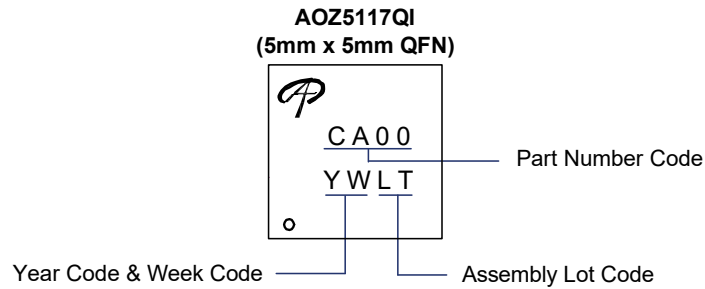 AOZ5117QI
(5mm x 5mm QFN)
CA00
Part Number Code
YWLT
Year Code & Week Code
Assembly Lot Code